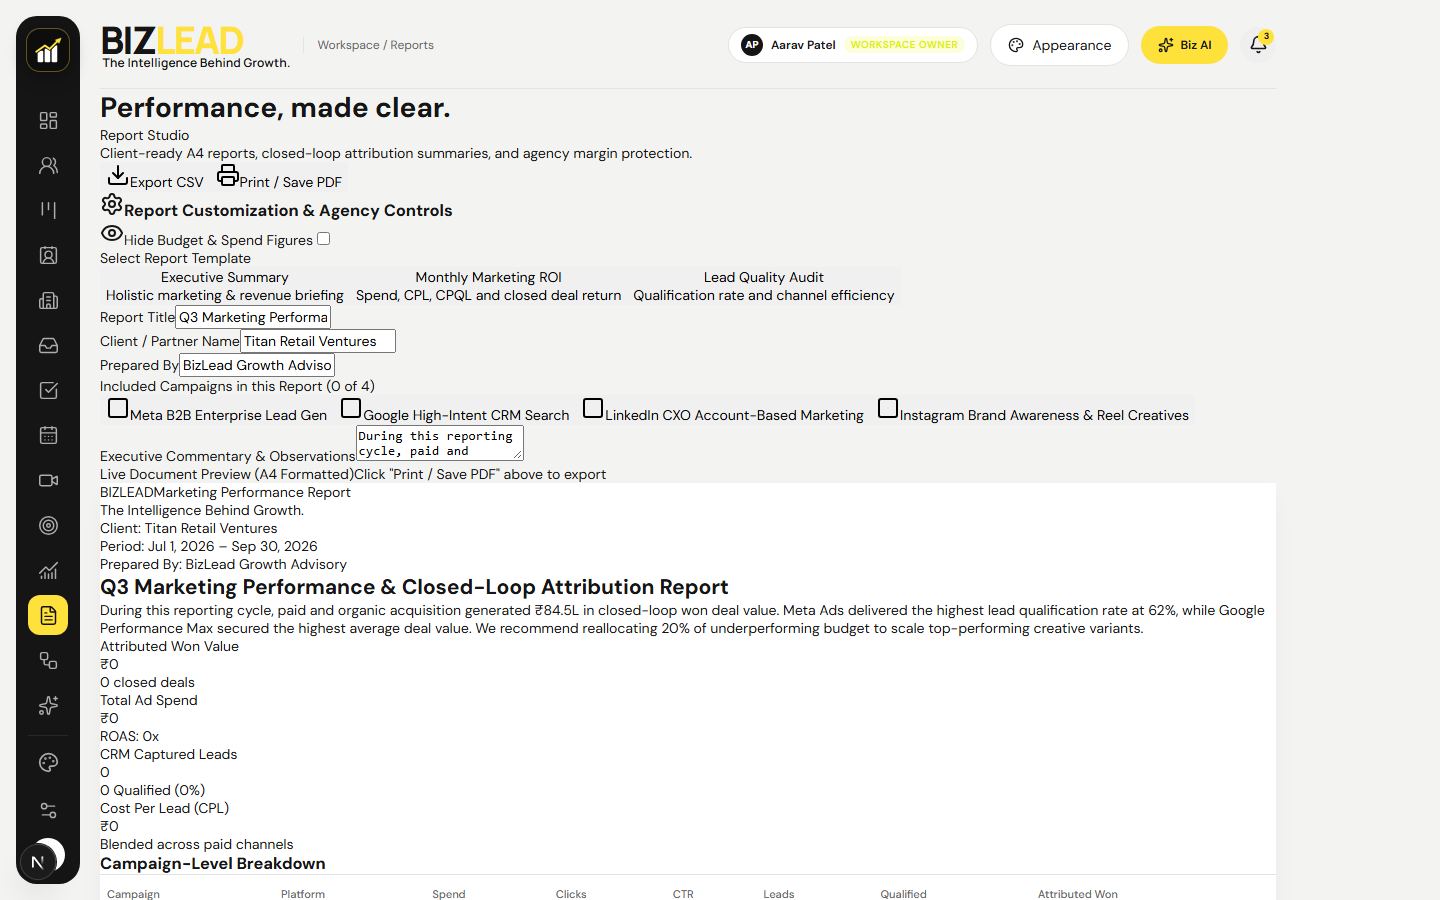 BIZLEAD
The Intelligence Behind Growth.
Workspace / Reports
AP Aarav Patel WORKSPACE OWNER
Appearance
Biz AI
3
Performance, made clear.
Report Studio
Client-ready A4 reports, closed-loop attribution summaries, and agency margin protection.
Export CSV Print / Save PDF
Report Customization & Agency Controls
Hide Budget & Spend Figures
Select Report Template
Executive Summary Monthly Marketing ROI Lead Quality Audit
Holistic marketing & revenue briefing Spend, CPL, CPQL and closed deal return Qualification rate and channel efficiency
Report Title Q3 Marketing Performa
Client / Partner Name Titan Retail Ventures
Prepared By BizLead Growth Adviso
Included Campaigns in this Report (0 of 4)
Meta B2B Enterprise Lead Gen Google High-Intent CRM Search LinkedIn CXO Account-Based Marketing Instagram Brand Awareness & Reel Creatives
During this reporting
cycle, paid and
Executive Commentary & Observations
Live Document Preview (A4 Formatted)Click "Print / Save PDF" above to export
BIZLEADMarketing Performance Report
The Intelligence Behind Growth.
Client: Titan Retail Ventures
Period: Jul 1, 2026 – Sep 30, 2026
Prepared By: BizLead Growth Advisory
Q3 Marketing Performance & Closed-Loop Attribution Report
During this reporting cycle, paid and organic acquisition generated ₹84.5L in closed-loop won deal value. Meta Ads delivered the highest lead qualification rate at 62%, while Google
Performance Max secured the highest average deal value. We recommend reallocating 20% of underperforming budget to scale top-performing creative variants.
Attributed Won Value
₹0
0 closed deals
Total Ad Spend
₹0
ROAS: 0x
CRM Captured Leads
0
0 Qualified (0%)
Cost Per Lead (CPL)
₹0
Blended across paid channels
Campaign-Level Breakdown
Campaign Platform Spend Clicks CTR Leads Qualified Attributed Won
N